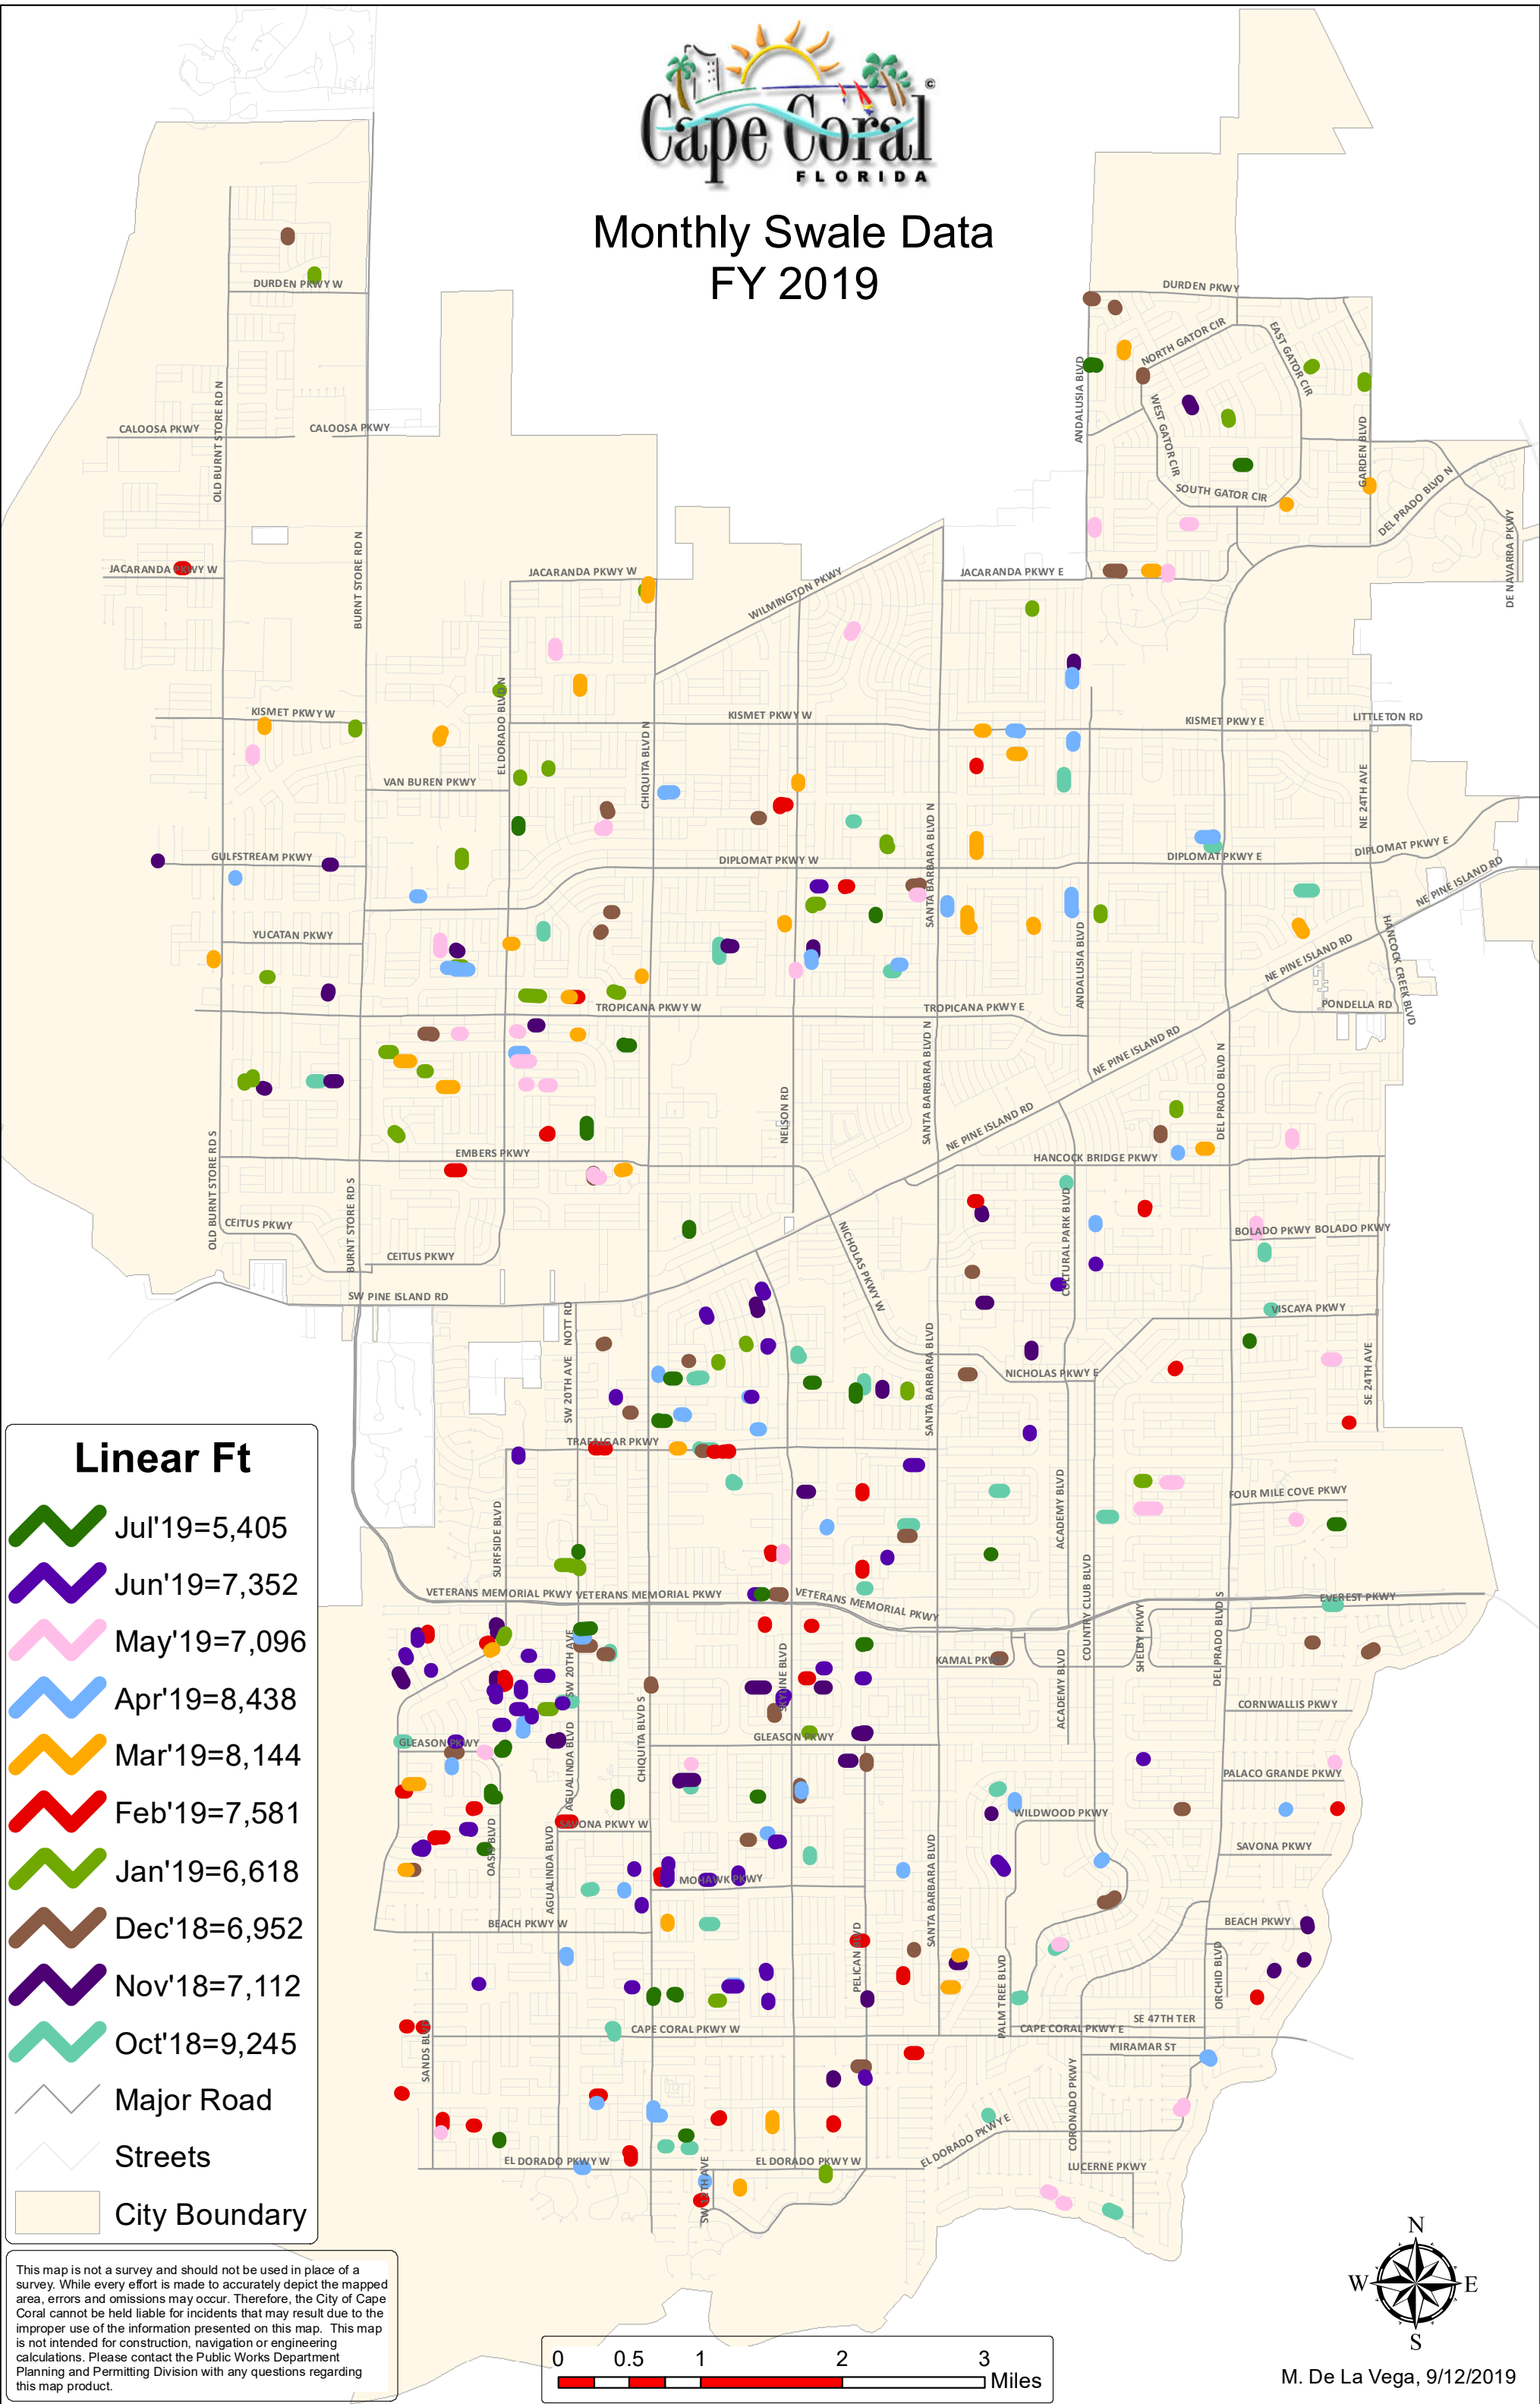 Cape Coral ©
FLORIDA
Monthly Swale Data
FY 2019
DURDEN PKWY W
DURDEN PKWY
NORTH GATOR CIR
EAST GATOR CIR
ANDALUSIA BLVD
WEST GATOR CIR
OLD BURNT STORE RD N
CALOOSA PKWY
CALOOSA PKWY
GARDEN BLVD
SOUTH GATOR CIR
DEL PRADO BLVD N
DE NAVARRA PKWY
BURNT STORE RD N
JACARANDA PKWY W
JACARANDA PKWY W
JACARANDA PKWY E
WILMINGTON PKWY
KISMET PKWY W
EL DORADO BLVD N
KISMET PKWY W
KISMET PKWY E
LITTLETON RD
CHIQUITA BLVD N
VAN BUREN PKWY
NE 24TH AVE
SANTA BARBARA BLVD N
GULFSTREAM PKWY
DIPLOMAT PKWY W
DIPLOMAT PKWY E
DIPLOMAT PKWY E
NE PINE ISLAND RD
YUCATAN PKWY
ANDALUSIA BLVD
HANCOCK CREEK BLVD
NE PINE ISLAND RD
TROPICANA PKWY W
TROPICANA PKWY E
PONDELLA RD
NE PINE ISLAND RD
SANTA BARBARA BLVD N
DEL PRADO BLVD N
NELSON RD
NE PINE ISLAND RD
OLD BURNT STORE RD S
EMBERS PKWY
HANCOCK BRIDGE PKWY
BURNT STORE RD S
CEITUS PKWY
CEITUS PKWY
NICHOLAS PKWY W
CULTURAL PARK BLVD
BOLADO PKWY
BOLADO PKWY
SW PINE ISLAND RD
NOTT RD
VISCAYA PKWY
SW 20TH AVE
SANTA BARBARA BLVD
NICHOLAS PKWY E
SE 24TH AVE
TRAFALGAR PKWY
SURFSIDE BLVD
ACADEMY BLVD
FOUR MILE COVE PKWY
COUNTRY CLUB BLVD
VETERANS MEMORIAL PKWY
VETERANS MEMORIAL PKWY
VETERANS MEMORIAL PKWY
EVEREST PKWY
SHELBY PKWY
DEL PRADO BLVD S
SW 20TH AVE
SKYLINE BLVD
KAMAL PKWY
ACADEMY BLVD
CHIQUITA BLVD S
CORNWALLIS PKWY
GLEASON PKWY
GLEASON PKWY
AGUALINDA BLVD
PALACO GRANDE PKWY
WILDWOOD PKWY
SAVONA PKWY W
SAVONA PKWY
OASIS BLVD
AGUALINDA BLVD
SANTA BARBARA BLVD
MOHAWK PKWY
BEACH PKWY W
BEACH PKWY
PELICAN BLVD
ORCHID BLVD
PALM TREE BLVD
SANDS BLVD
CAPE CORAL PKWY W
CAPE CORAL PKWY E
SE 47TH TER
MIRAMAR ST
CORONADO PKWY
EL DORADO PKWY E
EL DORADO PKWY W
EL DORADO PKWY W
LUCERNE PKWY
Linear Ft
Jul'19=5,405
Jun'19=7,352
May'19=7,096
Apr'19=8,438
Mar'19=8,144
Feb'19=7,581
Jan'19=6,618
Dec'18=6,952
Nov'18=7,112
Oct'18=9,245
Major Road
Streets
City Boundary
This map is not a survey and should not be used in place of a
survey. While every effort is made to accurately depict the mapped
area, errors and omissions may occur. Therefore, the City of Cape
Coral cannot be held liable for incidents that may result due to the
improper use of the information presented on this map. This map
is not intended for construction, navigation or engineering
calculations. Please contact the Public Works Department
Planning and Permitting Division with any questions regarding
this map product.
0 0.5 1 2 3
Miles
N
W E
S
M. De La Vega, 9/12/2019